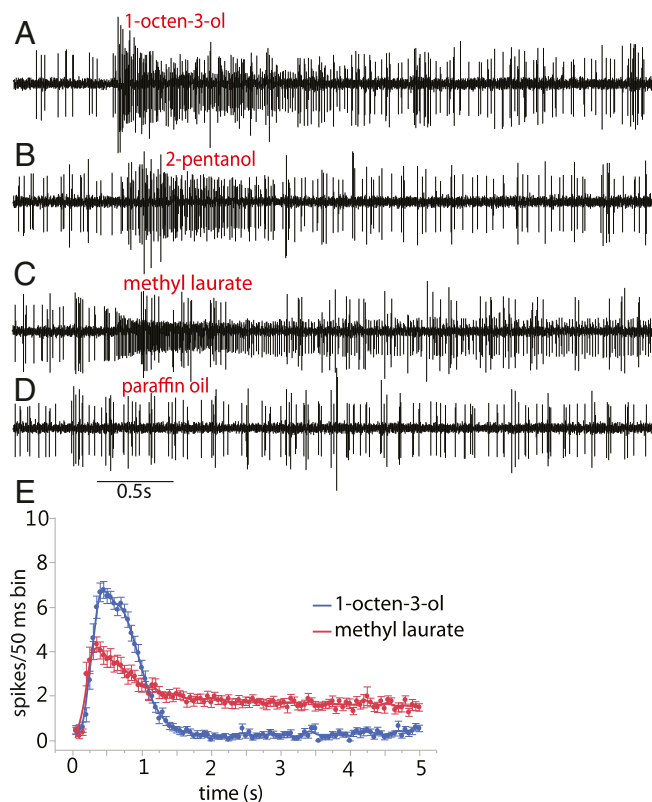 A
1-octen-3-ol
B
2-pentanol
C
methyl laurate
D
paraffin oil
0.5s
E
10
8
6
4
2
0
spikes/50 ms bin
1-octen-3-ol
methyl laurate
0 1 2 3 4 5
time (s)